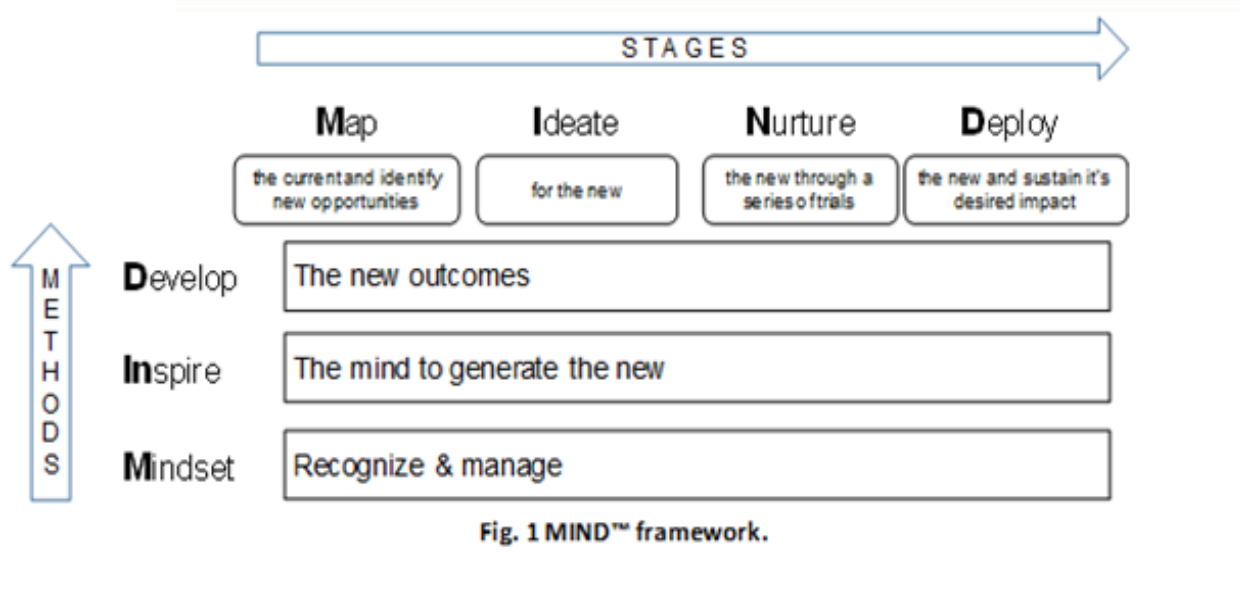 STAGES
Map
Ideate
Nurture
Deploy
the current and identify
new opportunities
for the new
the new through a
series of trials
the new and sustain it's
desired impact
METHODS
Develop
The new outcomes
Inspire
The mind to generate the new
Mindset
Recognize & manage
Fig. 1 MIND™ framework.